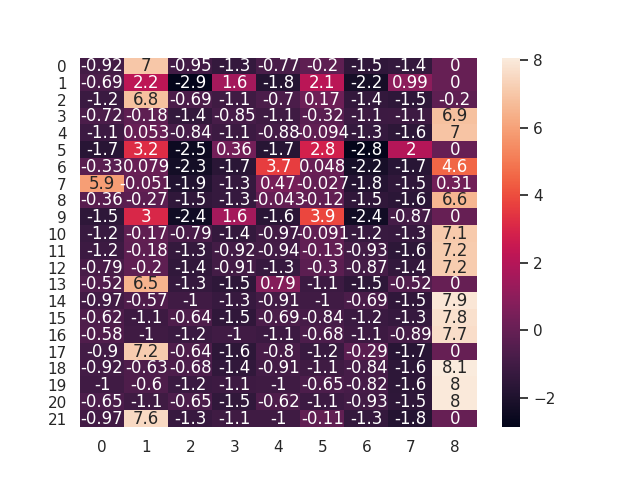 0 -0.92 7 -0.95 -1.3 -0.77 -0.2 -1.5 -1.4 0
1 -0.69 2.2 -2.9 1.6 -1.8 2.1 -2.2 0.99 0
2 -1.2 6.8 -0.69 -1.1 -0.7 0.17 -1.4 -1.5 -0.2
3 -0.72 -0.18 -1.4 -0.85 -1.1 -0.32 -1.1 -1.1 6.9
4 -1.1 0.053 -0.84 -1.1 -0.88 -0.094 -1.3 -1.6 7
5 -1.7 3.2 -2.5 0.36 -1.7 2.8 -2.8 2 0
6 -0.33 0.079 -2.3 -1.7 3.7 0.048 -2.2 -1.7 4.6
7 5.9 -0.051 -1.9 -1.3 0.47 -0.027 -1.8 -1.5 0.31
8 -0.36 -0.27 -1.5 -1.3 -0.043 -0.12 -1.5 -1.6 6.6
9 -1.5 3 -2.4 1.6 -1.6 3.9 -2.4 -0.87 0
10 -1.2 -0.17 -0.79 -1.4 -0.97 -0.091 -1.2 -1.3 7.1
11 -1.2 -0.18 -1.3 -0.92 -0.94 -0.13 -0.93 -1.6 7.2
12 -0.79 -0.2 -1.4 -0.91 -1.3 -0.3 -0.87 -1.4 7.2
13 -0.52 6.5 -1.3 -1.5 0.79 -1.1 -1.5 -0.52 0
14 -0.97 -0.57 -1 -1.3 -0.91 -1 -0.69 -1.5 7.9
15 -0.62 -1.1 -0.64 -1.5 -0.69 -0.84 -1.2 -1.3 7.8
16 -0.58 -1 -1.2 -1 -1.1 -0.68 -1.1 -0.89 7.7
17 -0.9 7.2 -0.64 -1.6 -0.8 -1.2 -0.29 -1.7 0
18 -0.92 -0.63 -0.68 -1.4 -0.91 -1.1 -0.84 -1.6 8.1
19 -1 -0.6 -1.2 -1.1 -1 -0.65 -0.82 -1.6 8
20 -0.65 -1.1 -0.65 -1.5 -0.62 -1.1 -0.93 -1.5 8
21 -0.97 7.6 -1.3 -1.1 -1 -0.11 -1.3 -1.8 0
0 1 2 3 4 5 6 7 8
8
6
4
2
0
−2